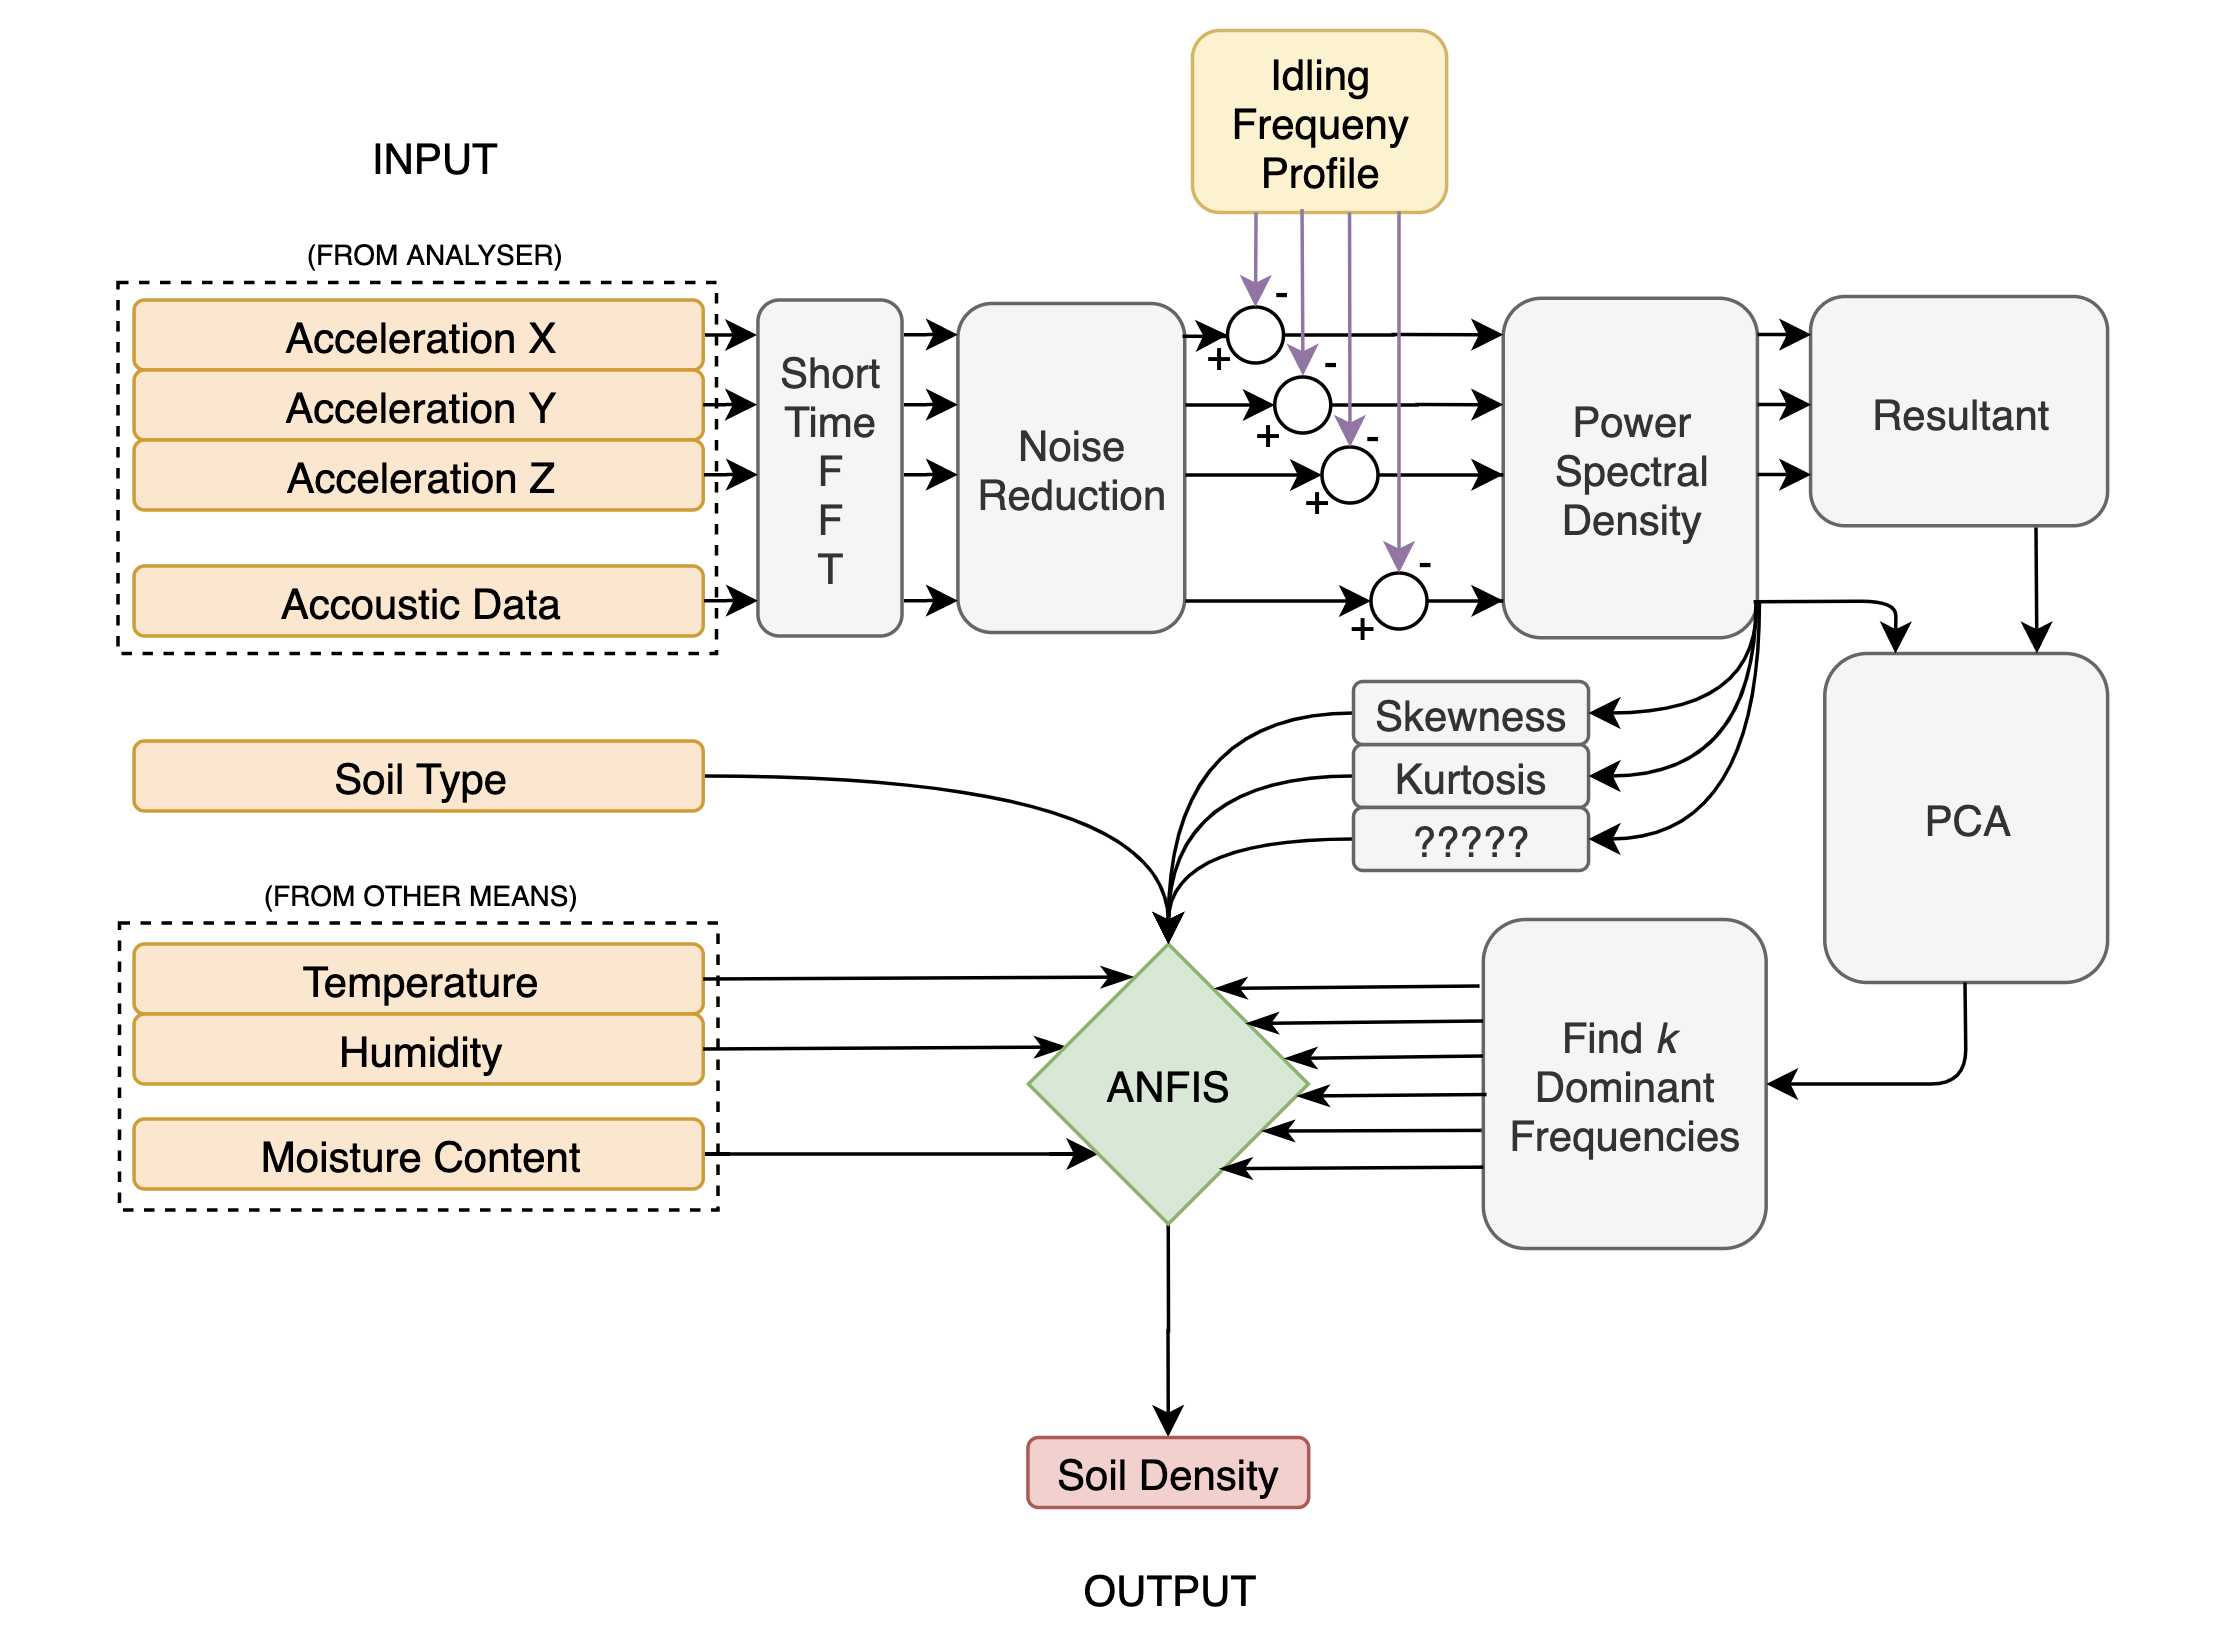 INPUT
(FROM ANALYSER)
Acceleration X
Acceleration Y
Acceleration Z
Accoustic Data
Short
Time
F
F
T
Noise
Reduction
Idling
Frequeny
Profile
-
+
-
+
-
+
-
+
Power
Spectral
Density
Resultant
Skewness
Kurtosis
?????
PCA
Soil Type
(FROM OTHER MEANS)
Temperature
Humidity
Moisture Content
ANFIS
Find k
Dominant
Frequencies
Soil Density
OUTPUT